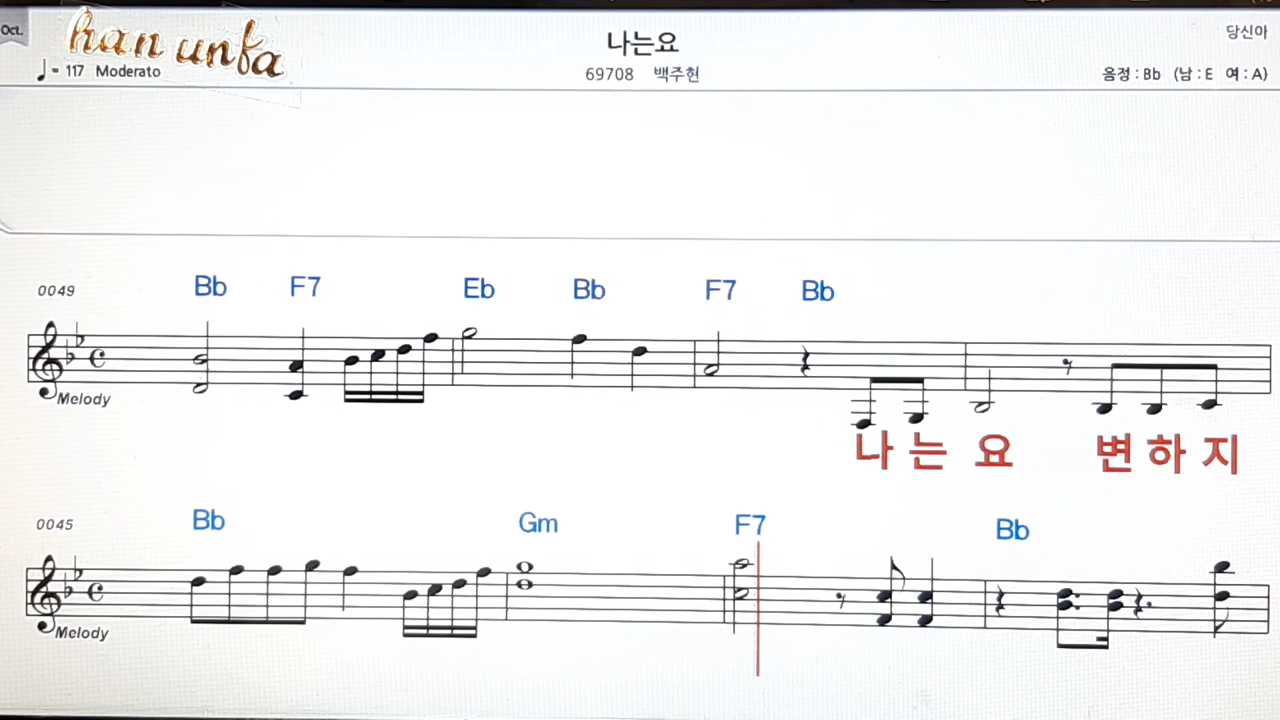 Oct.
han unfa
나는요
당신아
♩= 117 Moderato
69708 백주현
음정 : Bb (남 : E 여 : A)
0049
Bb F7 Eb Bb F7 Bb
Melody
나 는 요 변 하 지
0045
Bb Gm F7 Bb
Melody